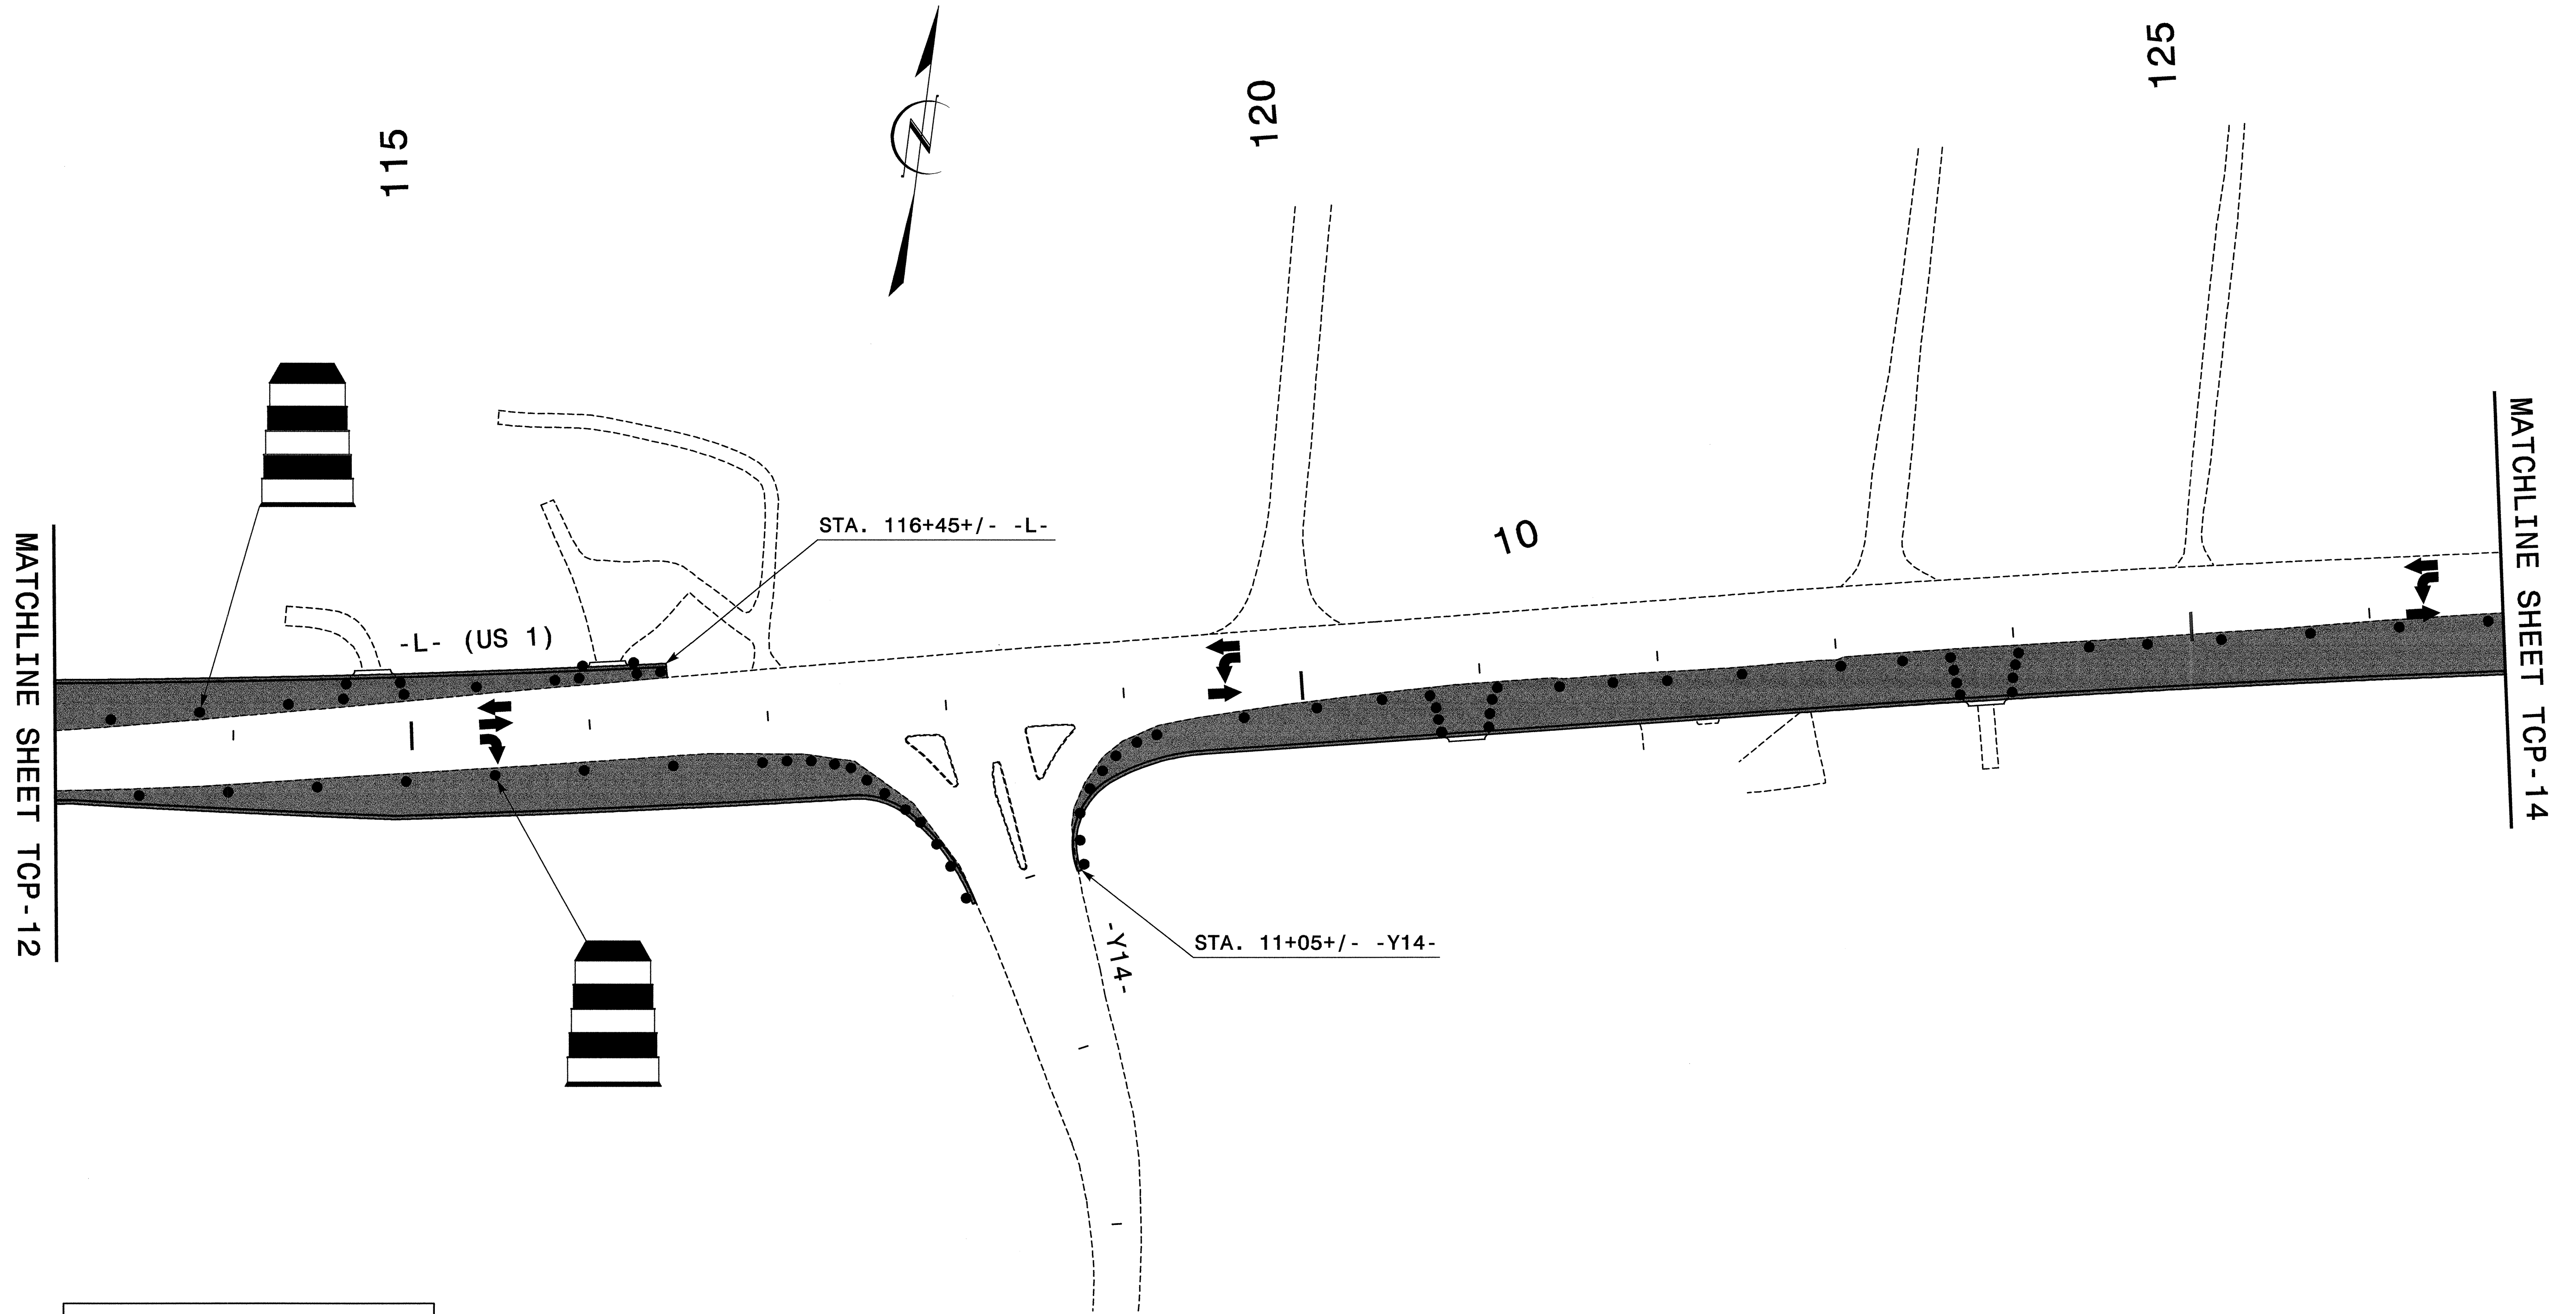 115
120
125
N
10
STA. 116+45+/- -L-
-L- (US 1)
MATCHLINE SHEET TCP-12
MATCHLINE SHEET TCP-14
-Y14-
STA. 11+05+/- -Y14-